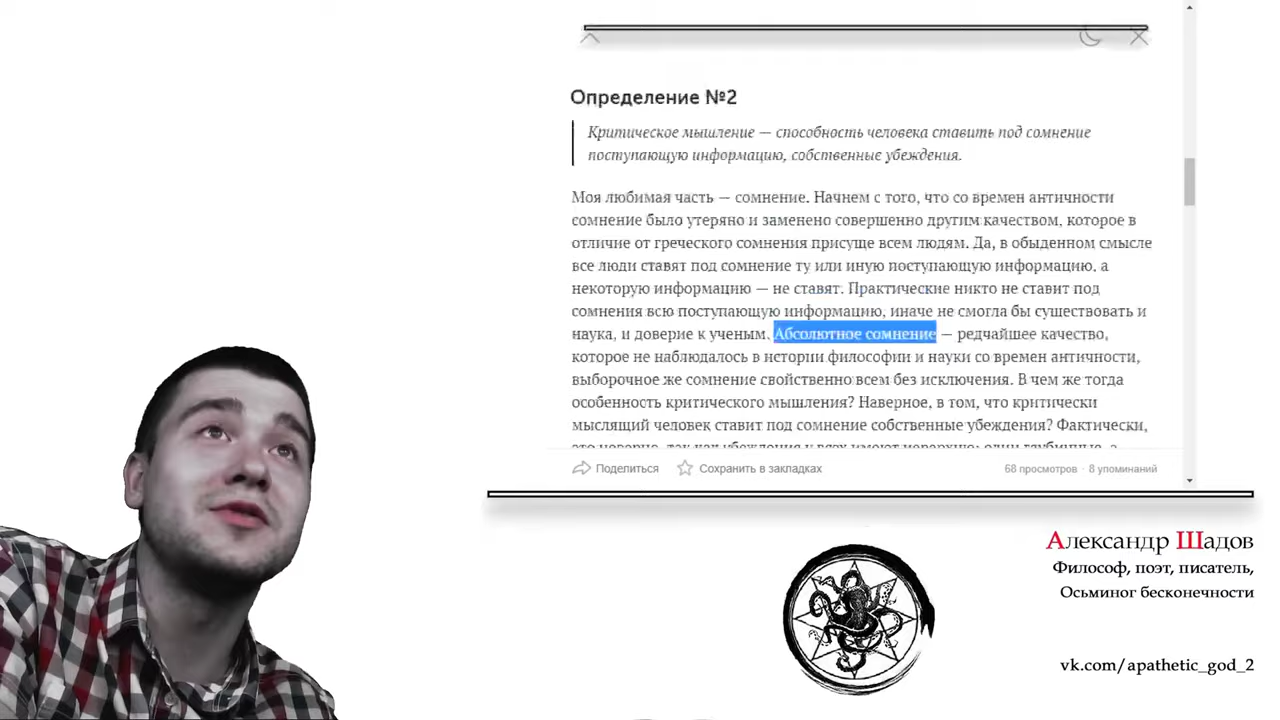 Определение №2
Критическое мышление — способность человека ставить под сомнение
поступающую информацию, собственные убеждения.
Моя любимая часть — сомнение. Начнем с того, что со времен античности
сомнение было утеряно и заменено совершенно другим качеством, которое в
отличие от греческого сомнения присуще всем людям. Да, в обыденном смысле
все люди ставят под сомнение ту или иную поступающую информацию, а
некоторую информацию — не ставят. Практические никто не ставит под
сомнения всю поступающую информацию, иначе не смогла бы существовать и
наука, и доверие к ученым. Абсолютное сомнение — редчайшее качество,
которое не наблюдалось в истории философии и науки со времен античности,
выборочное же сомнение свойственно всем без исключения. В чем же тогда
особенность критического мышления? Наверное, в том, что критически
мыслящий человек ставит под сомнение собственные убеждения? Фактически,
Поделиться
Сохранить в закладках
68 просмотров · 8 упоминаний
Александр Шадов
Философ, поэт, писатель,
Осьминог бесконечности
vk.com/apathetic_god_2